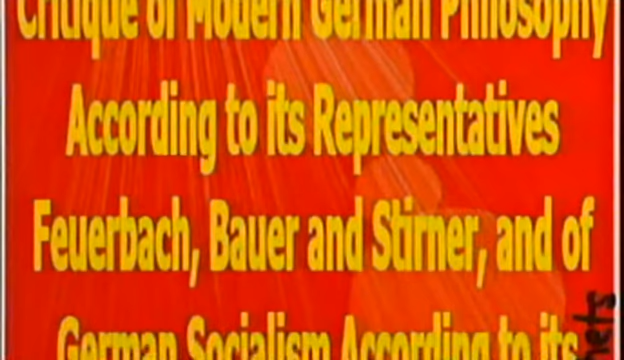 Critique of Modern German Philosophy
According to its Representatives
Feuerbach, Bauer and Stirner, and of
German Socialism According to its